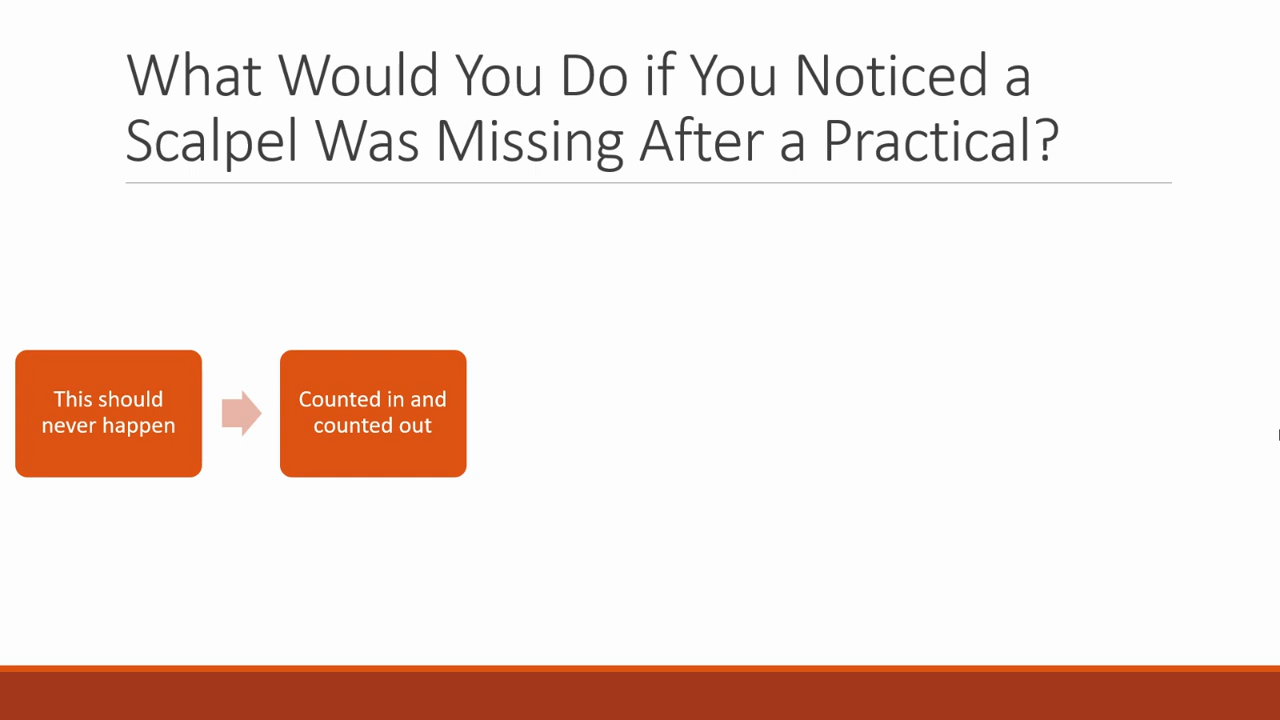 What Would You Do if You Noticed a
Scalpel Was Missing After a Practical?
This should
never happen
Counted in and
counted out